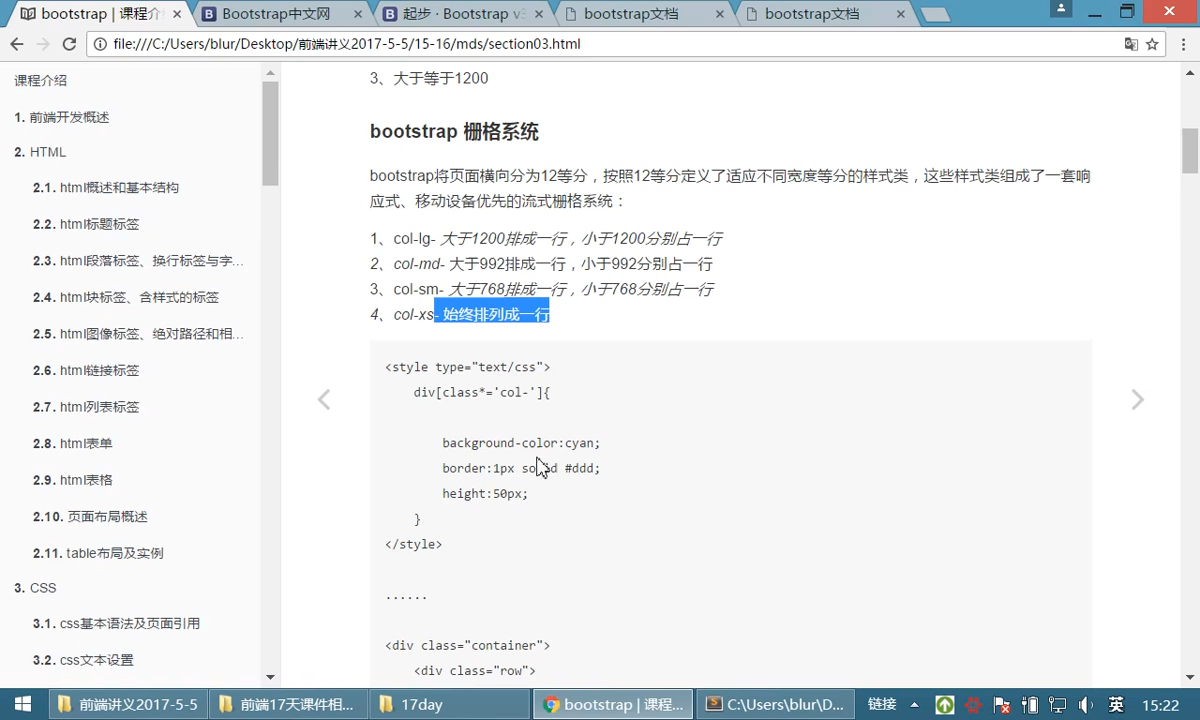 bootstrap | 课程介
Bootstrap中文网
起步 · Bootstrap v
bootstrap文档
bootstrap文档
file:///C:/Users/blur/Desktop/前端讲义2017-5-5/15-16/mds/section03.html
课程介绍
1. 前端开发概述
2. HTML
2.1. html概述和基本结构
2.2. html标题标签
2.3. html段落标签、换行标签与字...
2.4. html块标签、含样式的标签
2.5. html图像标签、绝对路径和相...
2.6. html链接标签
2.7. html列表标签
2.8. html表单
2.9. html表格
2.10. 页面布局概述
2.11. table布局及实例
3. CSS
3.1. css基本语法及页面引用
3.2. css文本设置
3、大于等于1200
bootstrap 栅格系统
bootstrap将页面横向分为12等分，按照12等分定义了适应不同宽度等分的样式类，这些样式类组成了一套响
应式、移动设备优先的流式栅格系统：
1、col-lg- 大于1200排成一行，小于1200分别占一行
2、col-md- 大于992排成一行，小于992分别占一行
3、col-sm- 大于768排成一行，小于768分别占一行
4、col-xs- 始终排列成一行
<style type="text/css">
div[class*='col-']{
background-color:cyan;
border:1px solid #ddd;
height:50px;
}
</style>
......
<div class="container">
<div class="row">
前端讲义2017-5-5
前端17天课件相...
17day
bootstrap | 课程...
C:\Users\blur\D...
链接
英
15:22